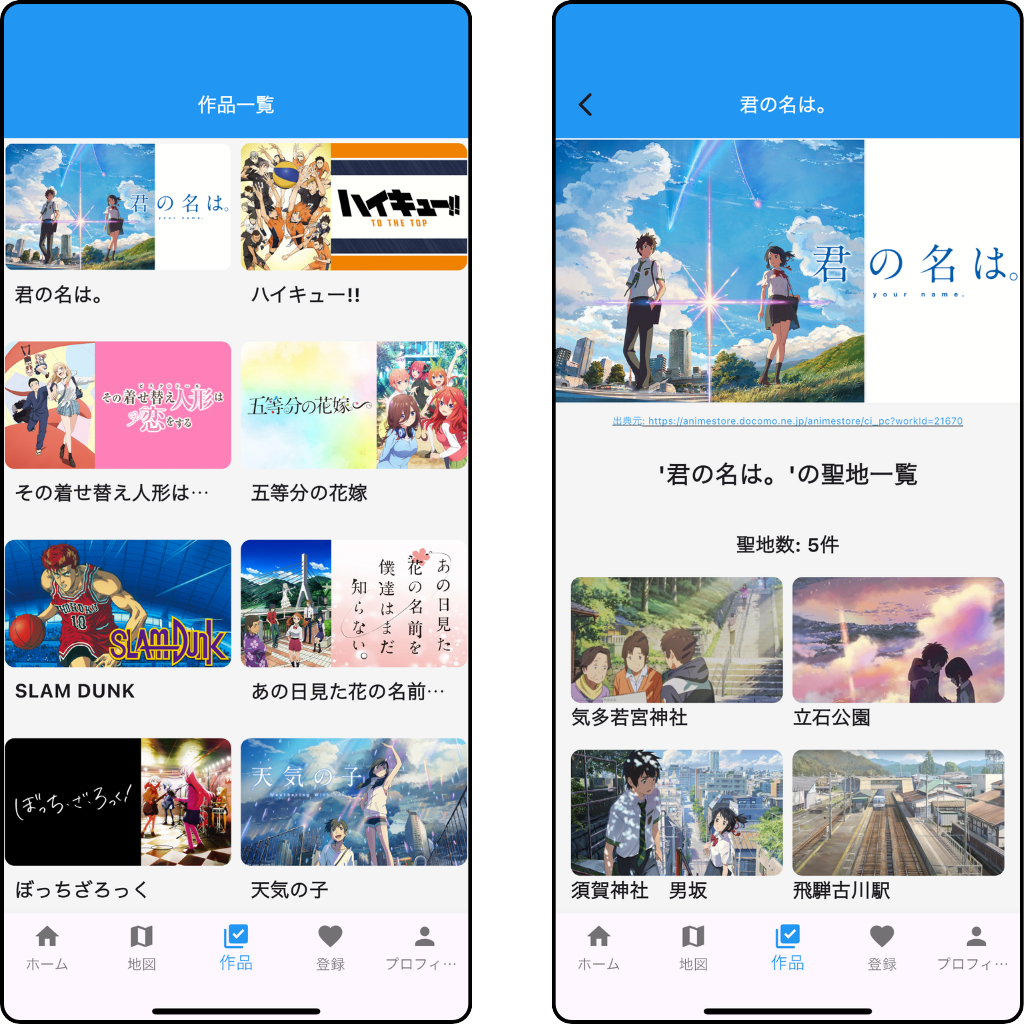 作品一覧
君の名は。
your name.
ハイキュー!!
TO THE TOP
君の名は。
ハイキュー!!
その着せ替え人形は
恋をする
五等分の花嫁
その着せ替え人形は…
五等分の花嫁
SHOHOKU
10
SLAM DUNK
あの日見た
花の名前を
僕達はまだ
知らない。
SLAM DUNK
あの日見た花の名前…
ぼっち・ざ・ろっく!
天気の子
Weathering With You
ぼっちざろっく
天気の子
ホーム
地図
作品
登録
プロフィ…
君の名は。
君の名は。
your name.
出典元: https://animestore.docomo.ne.jp/animestore/ci_pc?workId=21670
'君の名は。'の聖地一覧
聖地数: 5件
気多若宮神社
立石公園
須賀神社　男坂
飛騨古川駅
ホーム
地図
作品
登録
プロフィ…